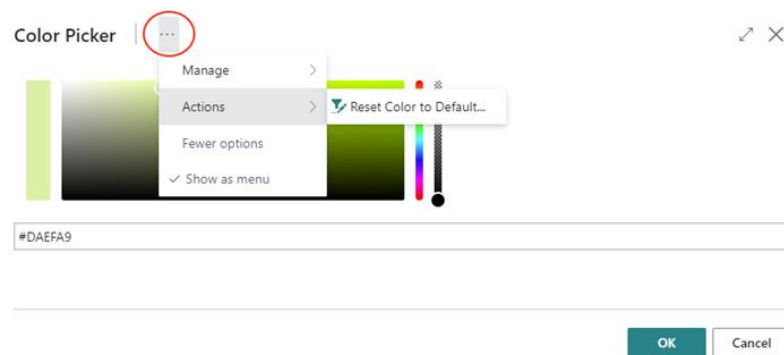 Color Picker
Manage
Actions
Reset Color to Default...
Fewer options
Show as menu
#DAEFA9
OK
Cancel